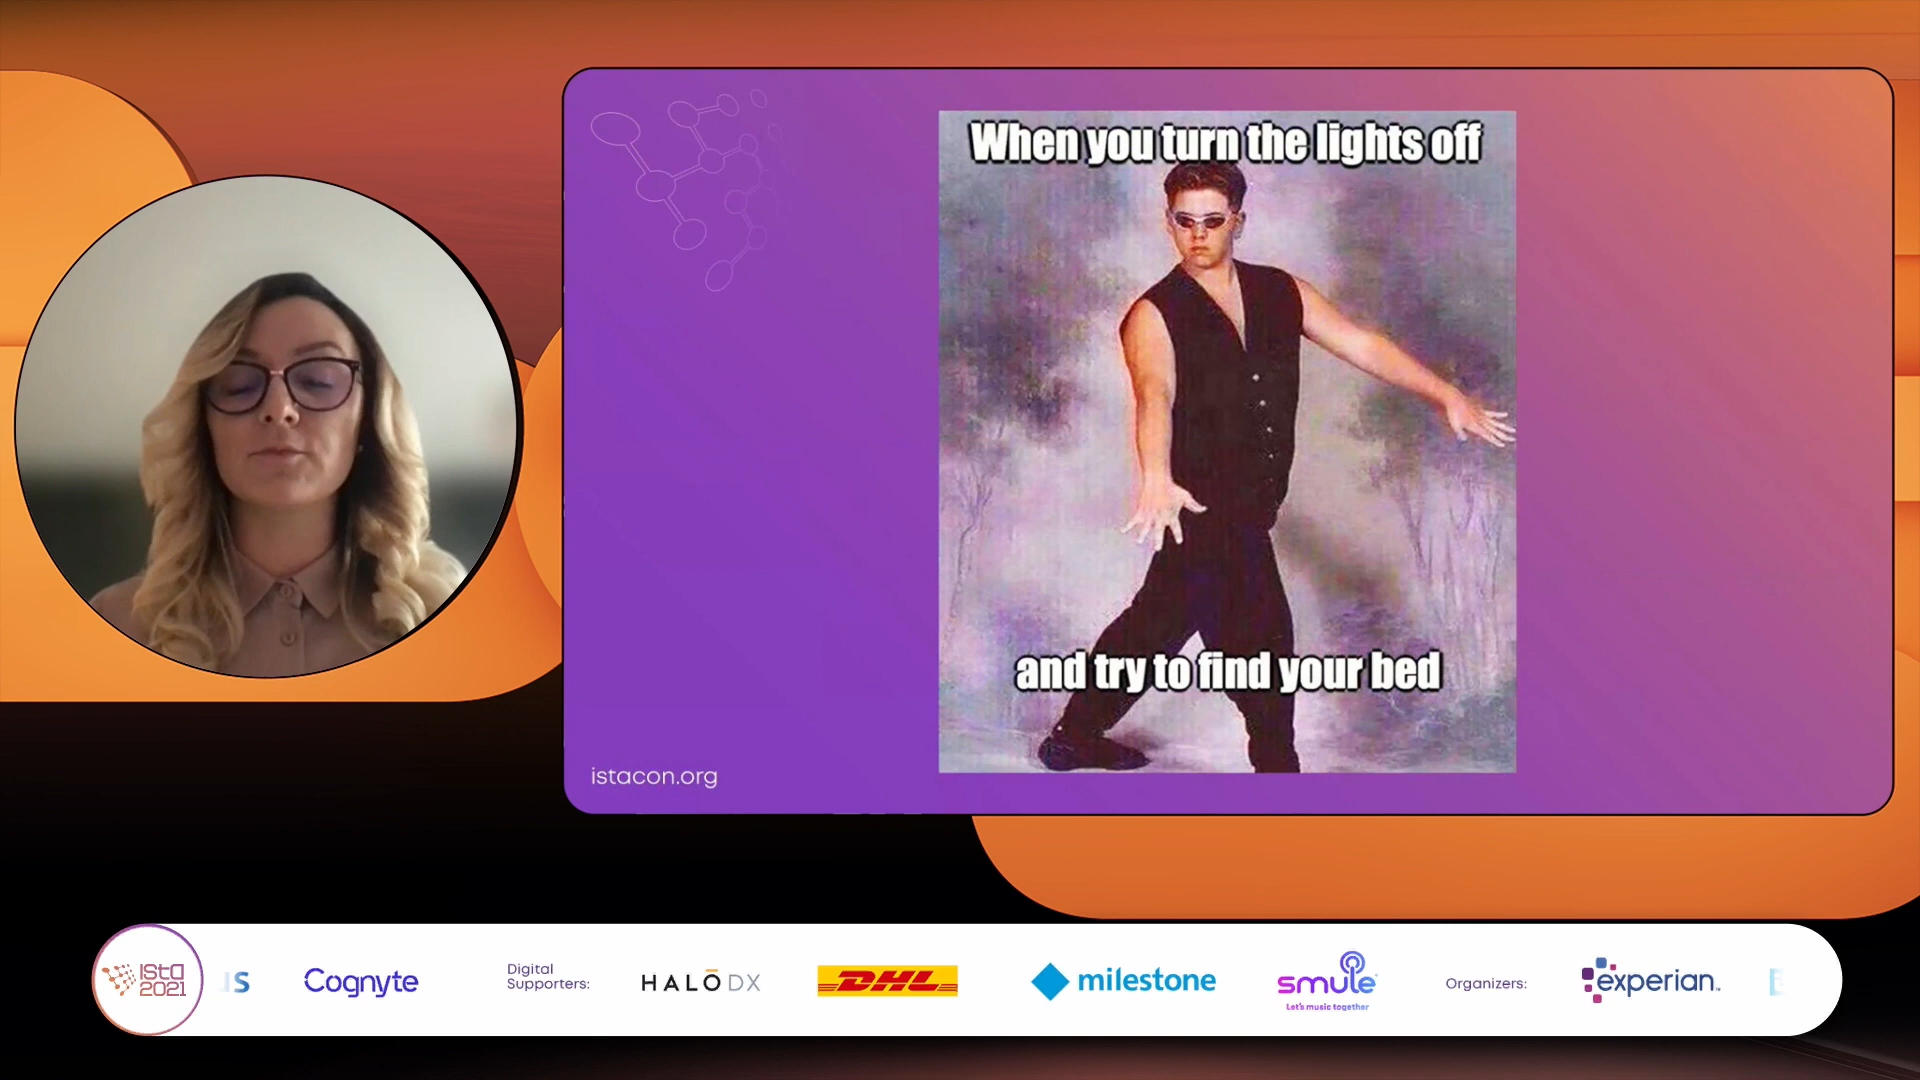 When you turn the lights off
and try to find your bed
istacon.org
ista
2021
Cognyte
Digital
Supporters:
HALO DX
DHL
milestone
smule
Let's music together
Organizers:
experian